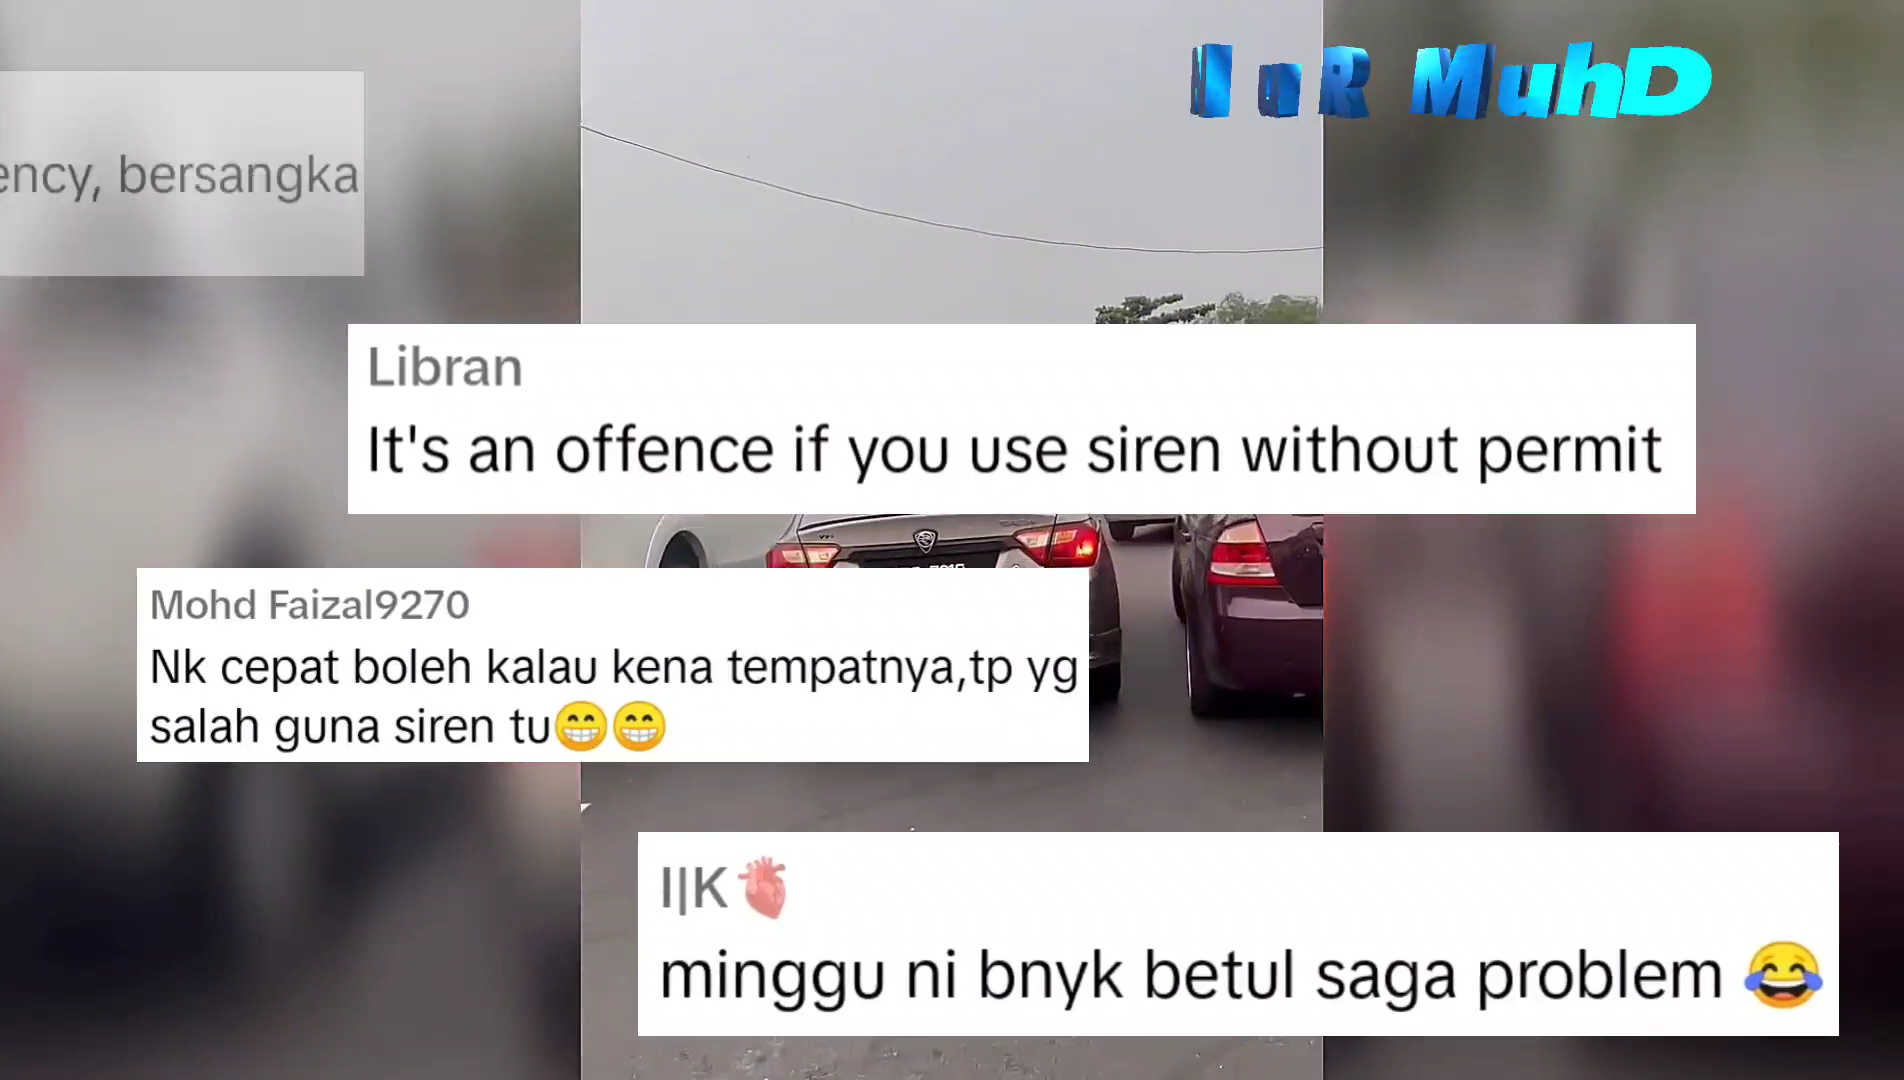 NuR MuhD
ency, bersangka
Libran
It's an offence if you use siren without permit
Mohd Faizal9270
Nk cepat boleh kalau kena tempatnya,tp yg
salah guna siren tu😁😁
I|K🫀
minggu ni bnyk betul saga problem 😂